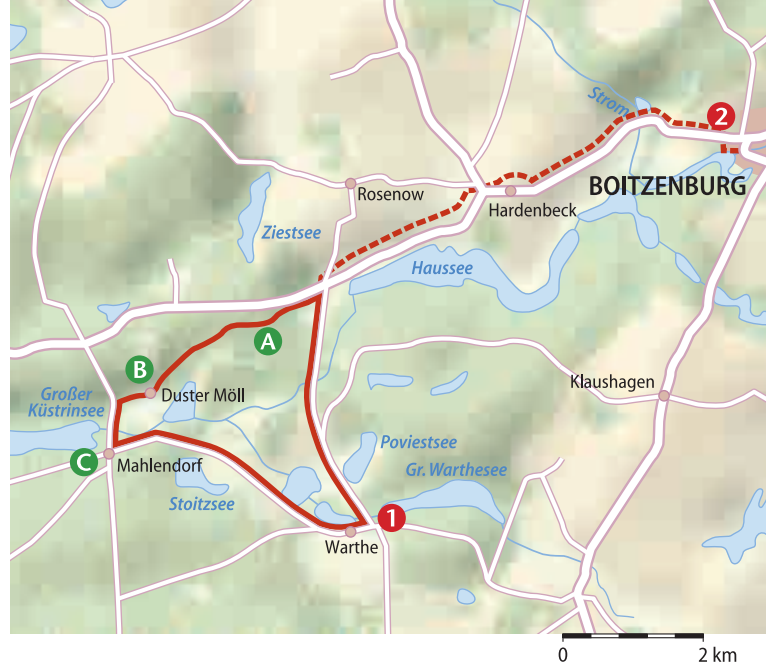 Strom
2
BOITZENBURG
Rosenow
Hardenbeck
Ziestsee
Haussee
A
B
Duster Möll
Klaushagen
Großer
Küstrinsee
C
Mahlendorf
Poviestsee
Gr. Warthesee
Stoitzsee
1
Warthe
0
2 km